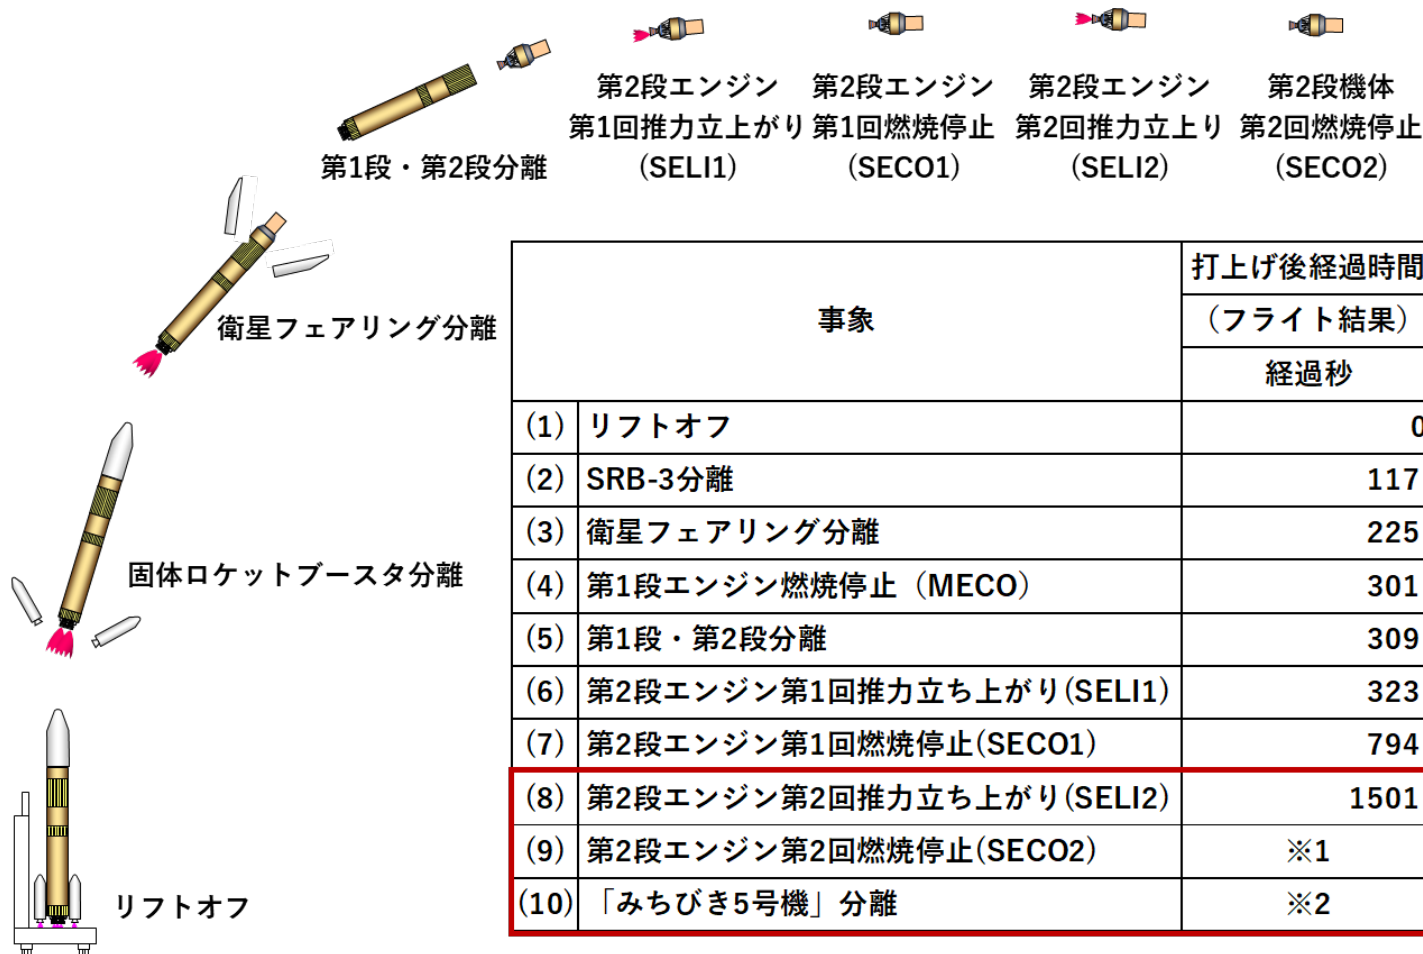 第2段エンジン
第1回推力立上がり
(SELI1)
第2段エンジン
第1回燃焼停止
(SECO1)
第2段エンジン
第2回推力立上り
(SELI2)
第2段機体
第2回燃焼停止
(SECO2)
第1段・第2段分離
衛星フェアリング分離
固体ロケットブースタ分離
リフトオフ
事象
打上げ後経過時間
（フライト結果）
経過秒
(1) リフトオフ 0
(2) SRB-3分離 117
(3) 衛星フェアリング分離 225
(4) 第1段エンジン燃焼停止（MECO） 301
(5) 第1段・第2段分離 309
(6) 第2段エンジン第1回推力立ち上がり(SELI1) 323
(7) 第2段エンジン第1回燃焼停止(SECO1) 794
(8) 第2段エンジン第2回推力立ち上がり(SELI2) 1501
(9) 第2段エンジン第2回燃焼停止(SECO2) ※1
(10) 「みちびき5号機」分離 ※2